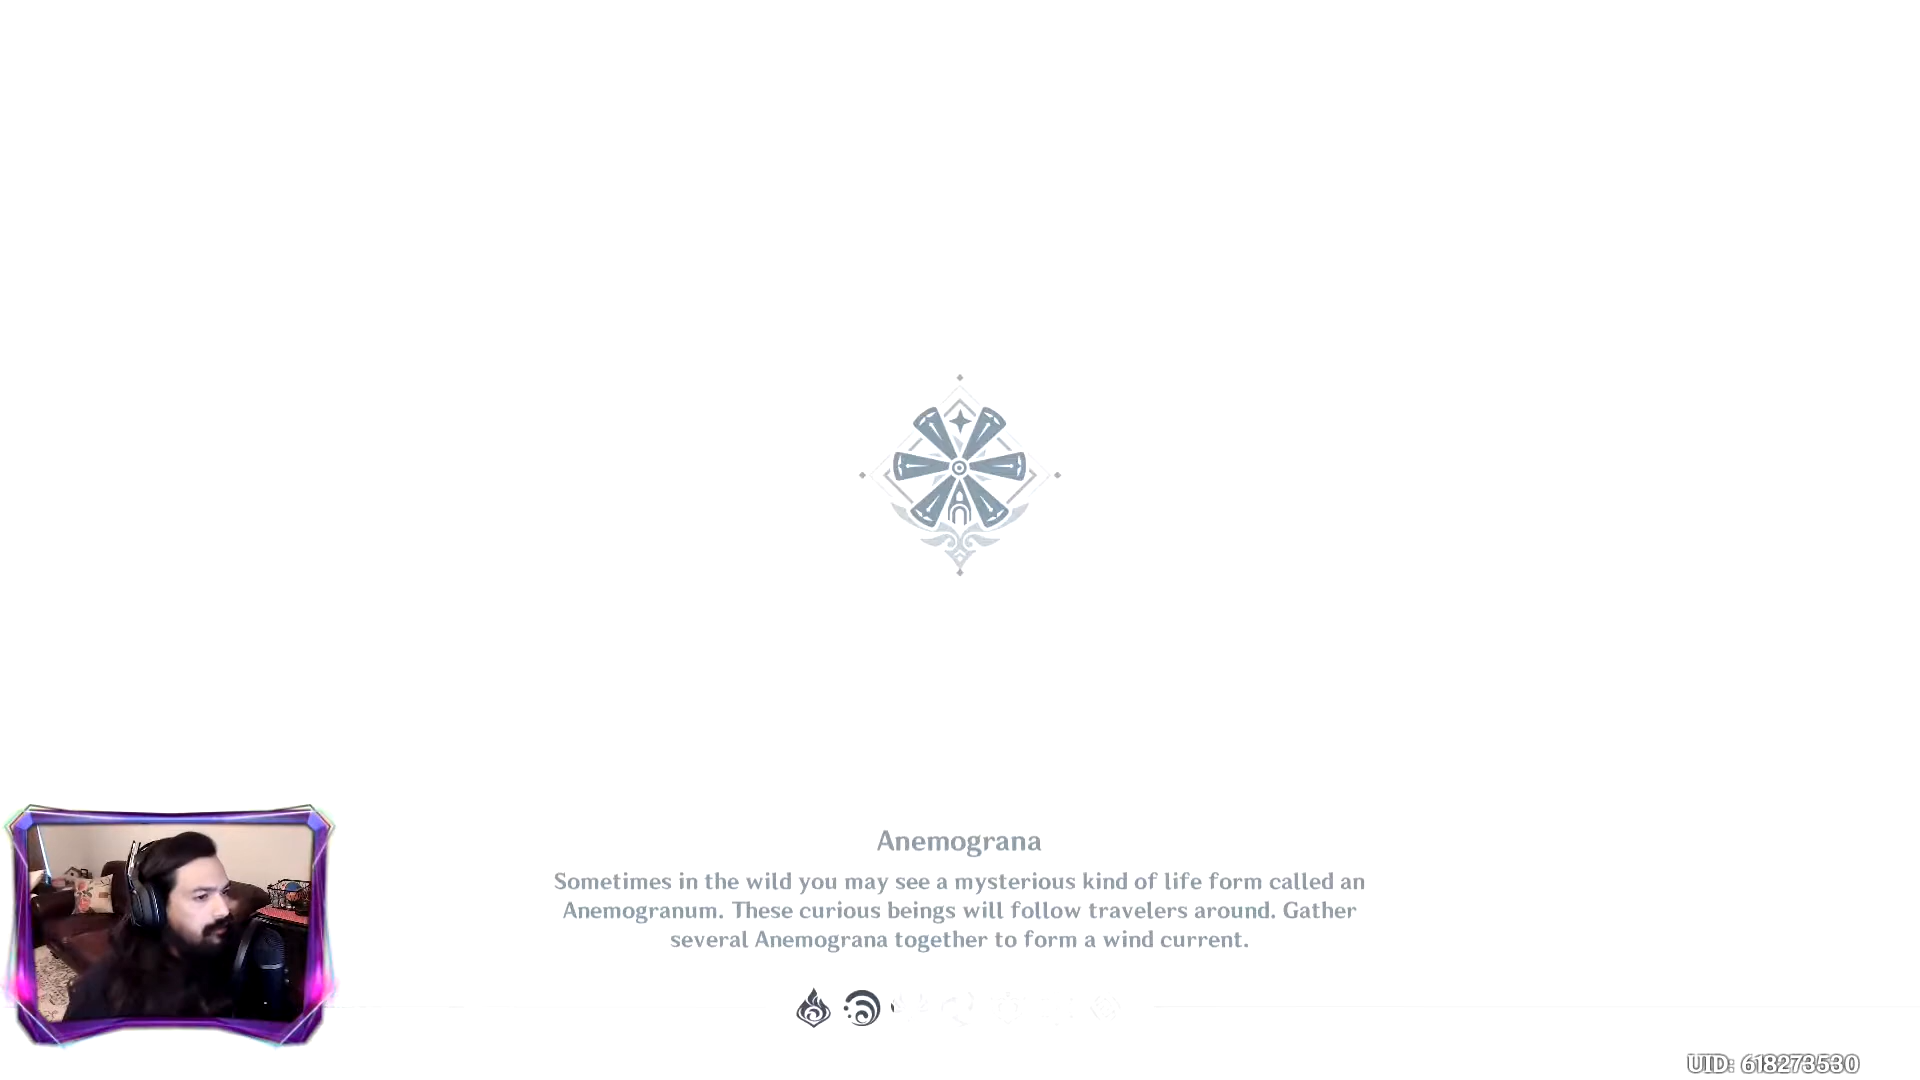 Anemograna
Sometimes in the wild you may see a mysterious kind of life form called an
Anemogranum. These curious beings will follow travelers around. Gather
several Anemograna together to form a wind current.
UID: 618273530